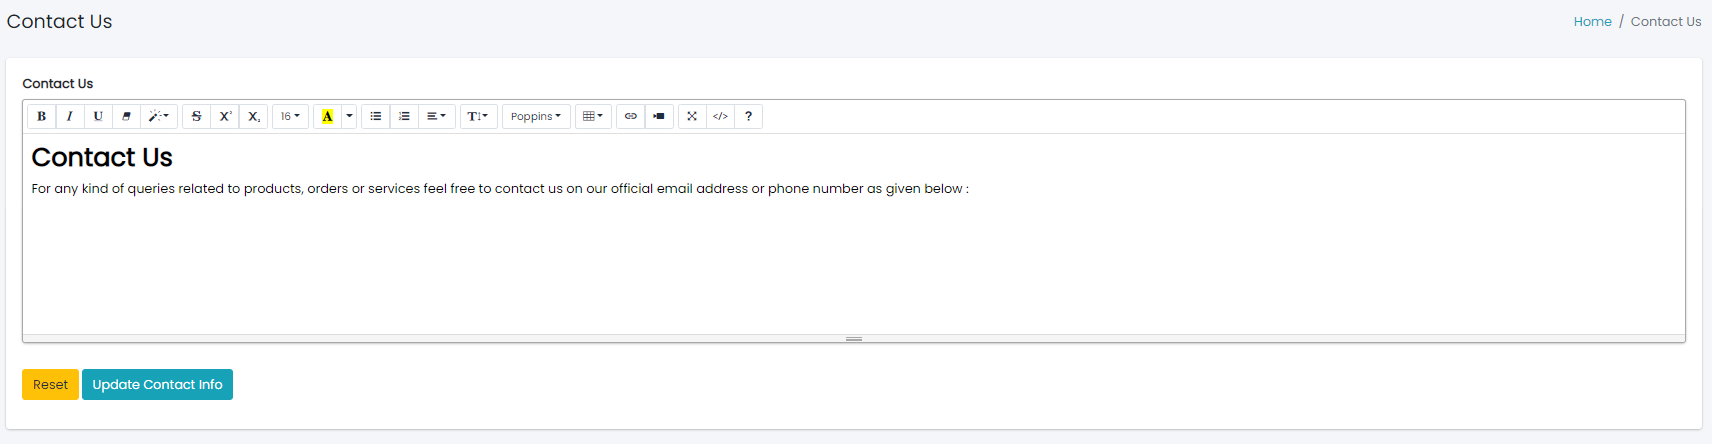 Contact Us
Home / Contact Us
Contact Us
B I U S X² X₂ 16 A T Poppins </> ?
Contact Us
For any kind of queries related to products, orders or services feel free to contact us on our official email address or phone number as given below :
Reset Update Contact Info